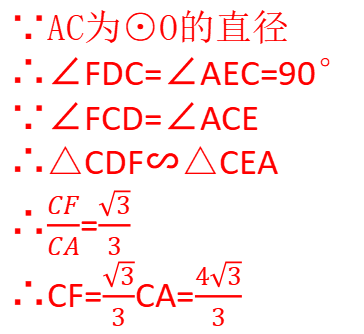 ∵AC为⊙O的直径
∴∠FDC=∠AEC=90°
∵∠FCD=∠ACE
∴△CDF∽△CEA
∴CF/CA=√3/3
∴CF=√3/3CA=4√3/3